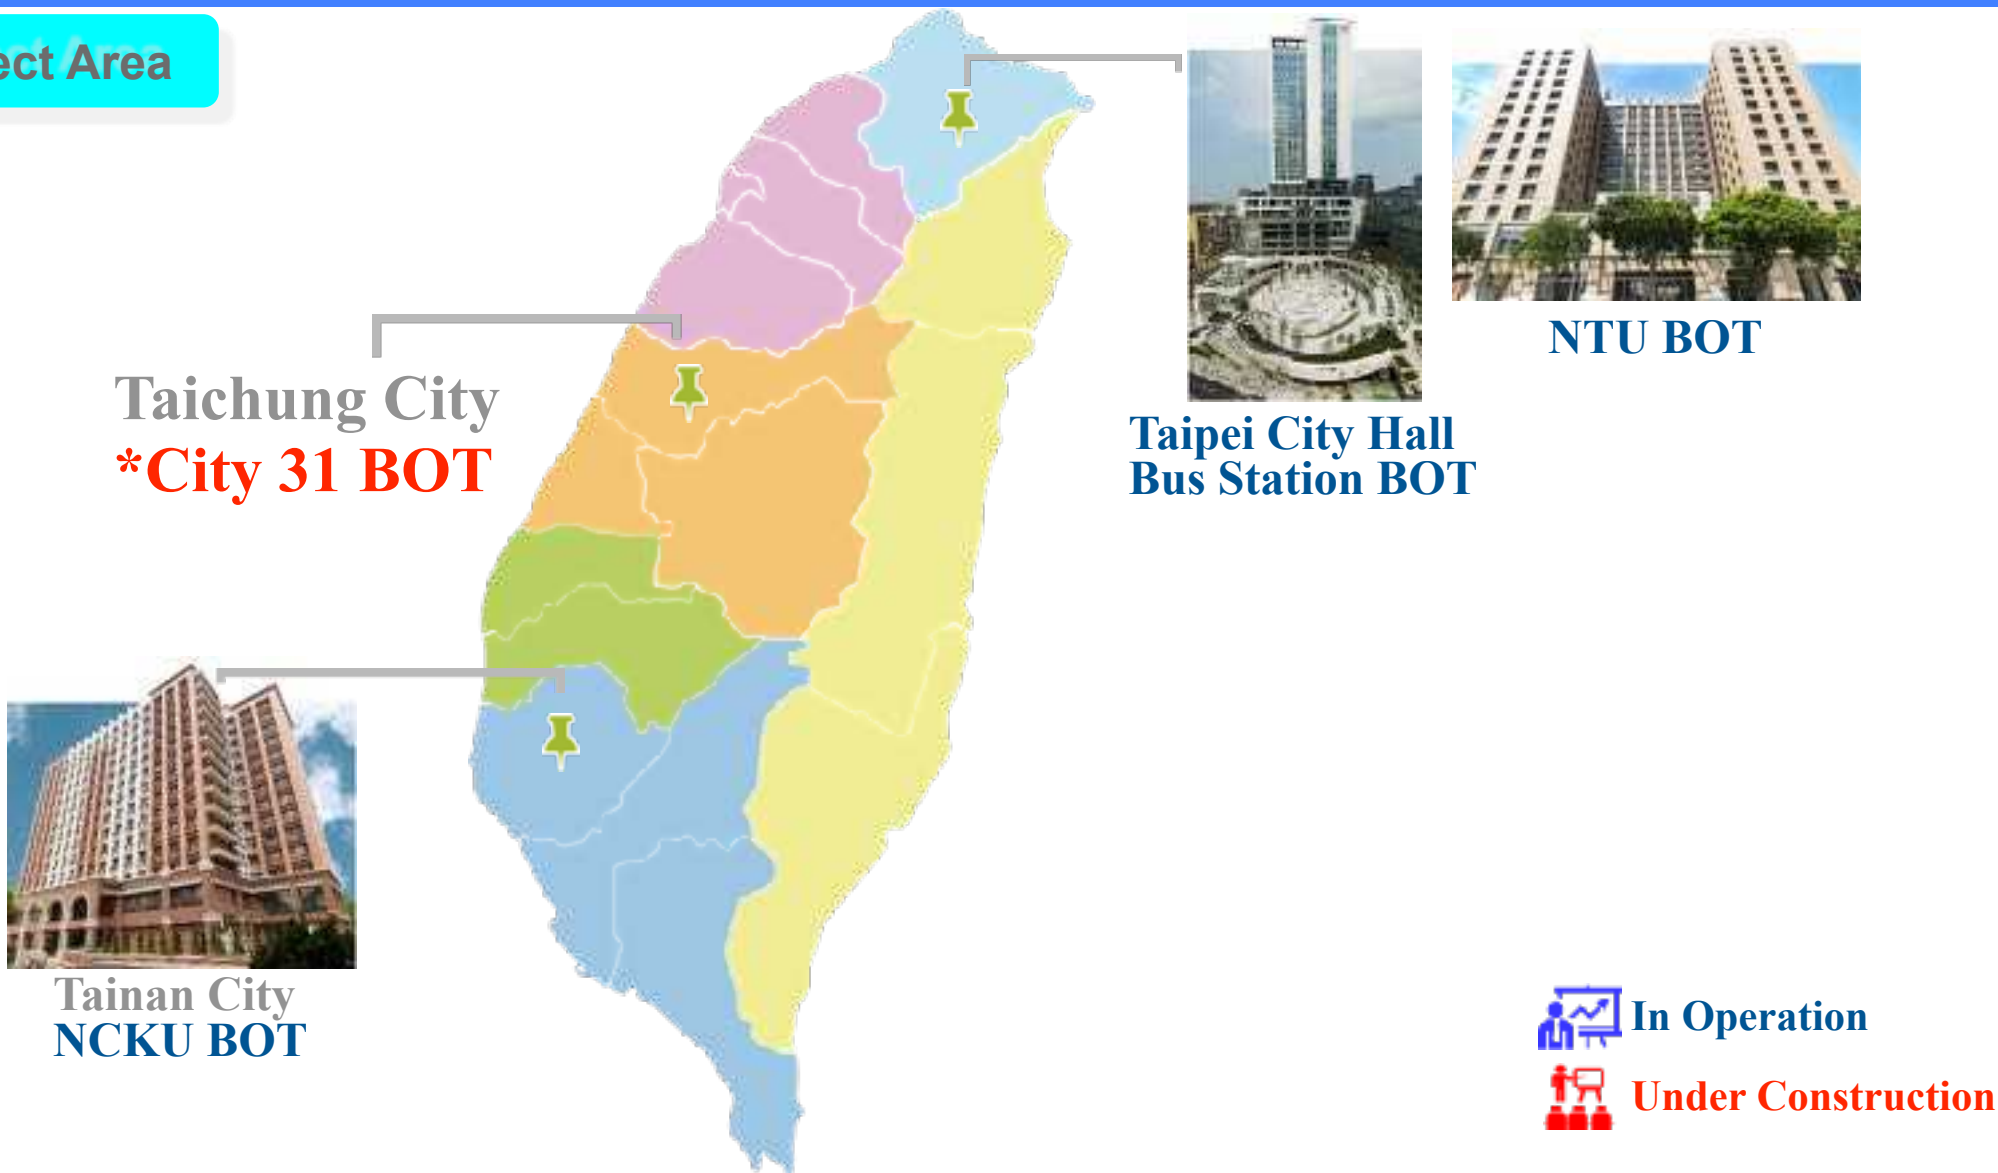 ect Area
NTU BOT
Taichung City
*City 31 BOT
Taipei City Hall
Bus Station BOT
Tainan City
NCKU BOT
In Operation
Under Construction